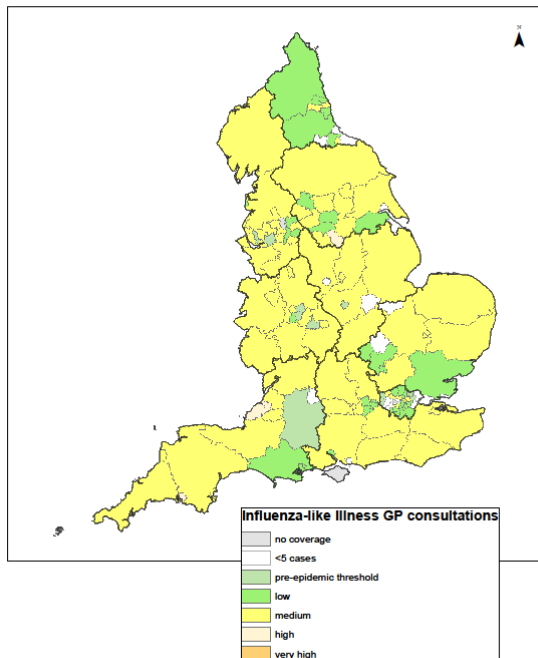 N
Influenza-like Illness GP consultations
no coverage
<5 cases
pre-epidemic threshold
low
medium
high
very high